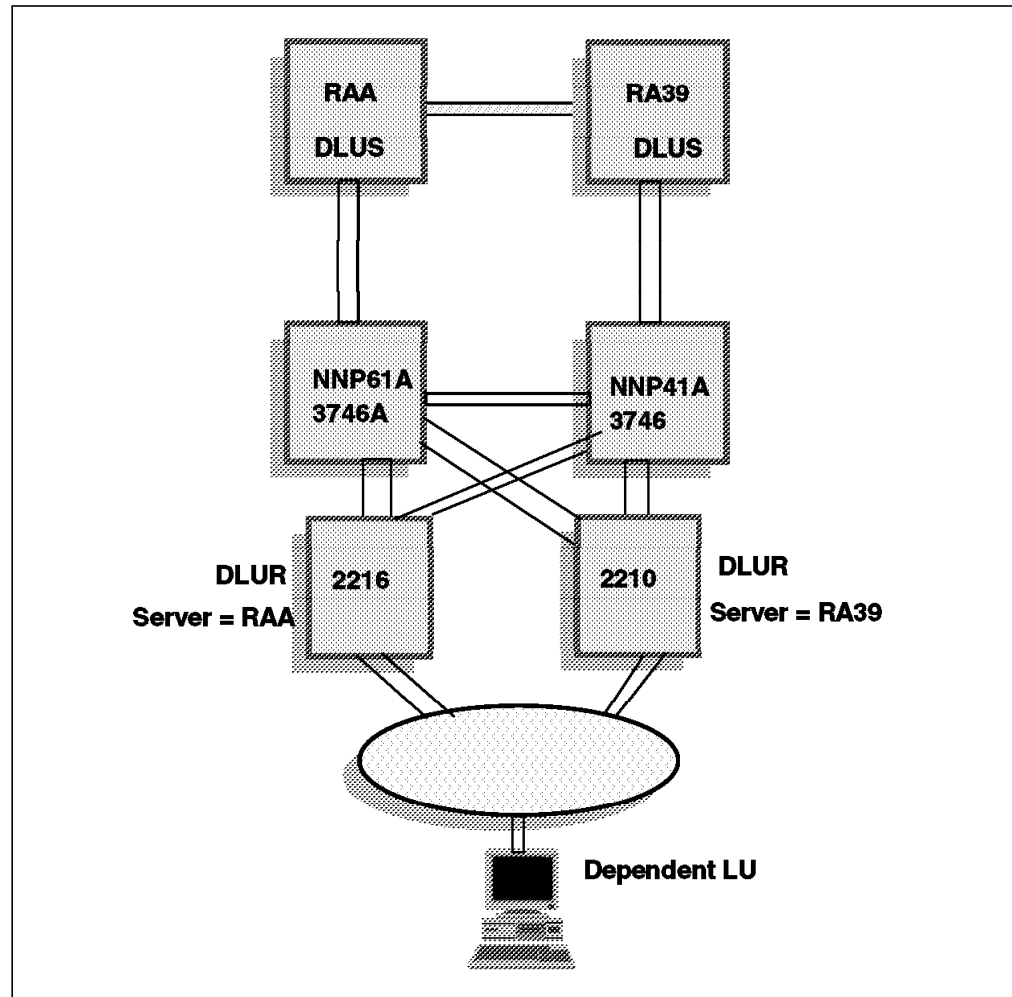 RAA
DLUS
RA39
DLUS
NNP61A
3746A
NNP41A
3746
DLUR
Server = RAA
2216
2210
DLUR
Server = RA39
Dependent LU